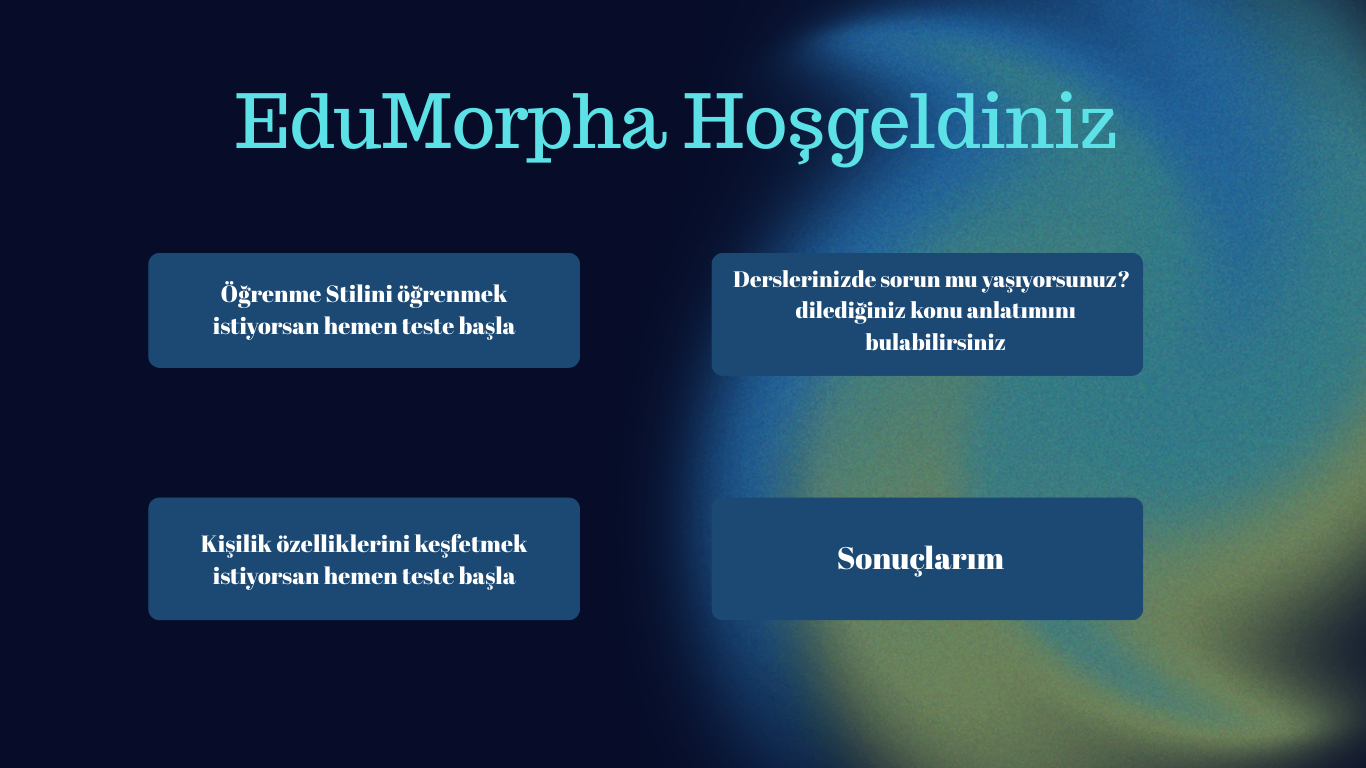 EduMorpha Hoşgeldiniz
Öğrenme Stilini öğrenmek
istiyorsan hemen teste başla
Derslerinizde sorun mu yaşıyorsunuz?
dilediğiniz konu anlatımını
bulabilirsiniz
Kişilik özelliklerini keşfetmek
istiyorsan hemen teste başla
Sonuçlarım